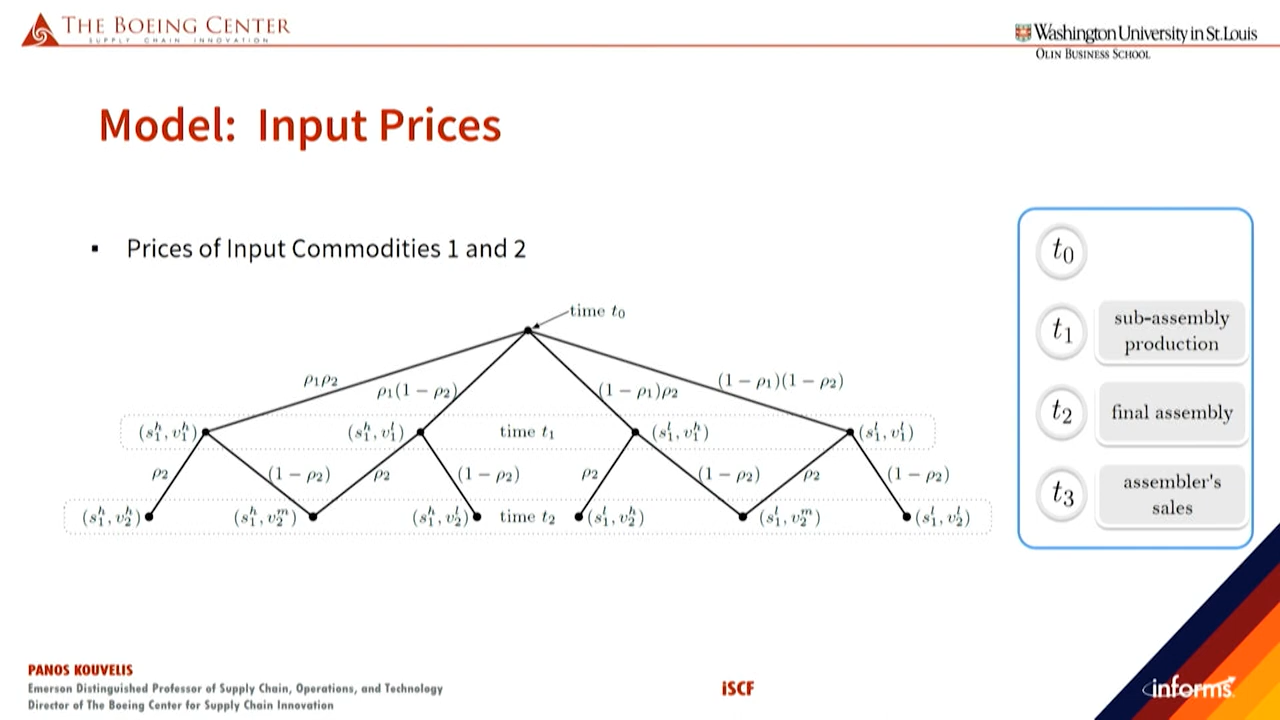 THE BOEING CENTER
SUPPLY CHAIN INNOVATION
Washington University in St. Louis
OLIN BUSINESS SCHOOL
Model: Input Prices
▪ Prices of Input Commodities 1 and 2
time t₀
ρ₁ρ₂
ρ₁(1 − ρ₂)
(1 − ρ₁)ρ₂
(1 − ρ₁)(1 − ρ₂)
(s₁ʰ, v₁ʰ)
(s₁ʰ, v₁ˡ)
time t₁
(s₁ˡ, v₁ʰ)
(s₁ˡ, v₁ˡ)
ρ₂
(1 − ρ₂)
ρ₂
(1 − ρ₂)
ρ₂
(1 − ρ₂)
ρ₂
(1 − ρ₂)
(s₁ʰ, v₂ʰ)
(s₁ʰ, v₂ᵐ)
(s₁ʰ, v₂ˡ)
time t₂
(s₁ˡ, v₂ʰ)
(s₁ˡ, v₂ᵐ)
(s₁ˡ, v₂ˡ)
t₀
t₁
sub-assembly
production
t₂
final assembly
t₃
assembler's
sales
PANOS KOUVELIS
Emerson Distinguished Professor of Supply Chain, Operations, and Technology
Director of The Boeing Center for Supply Chain Innovation
iSCF
informs